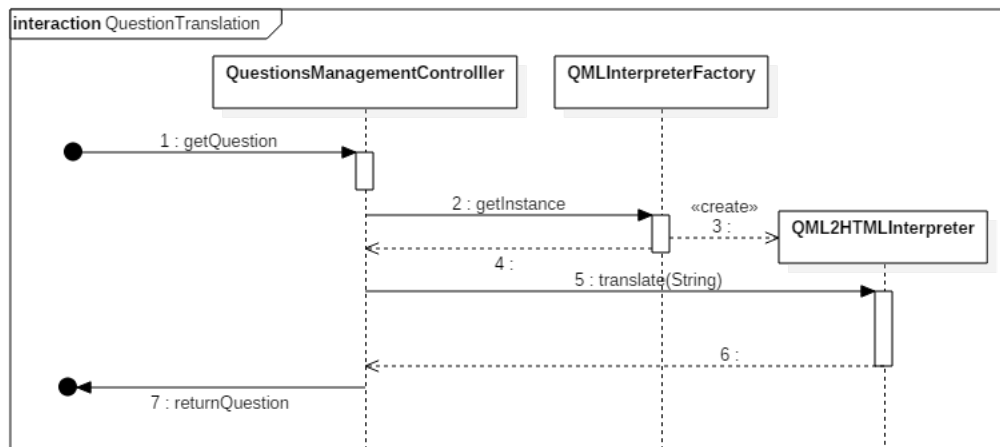 interaction QuestionTranslation
QuestionsManagementControlller
QMLInterpreterFactory
1 : getQuestion
2 : getInstance
«create»
3 :
QML2HTMLInterpreter
4 :
5 : translate(String)
6 :
7 : returnQuestion